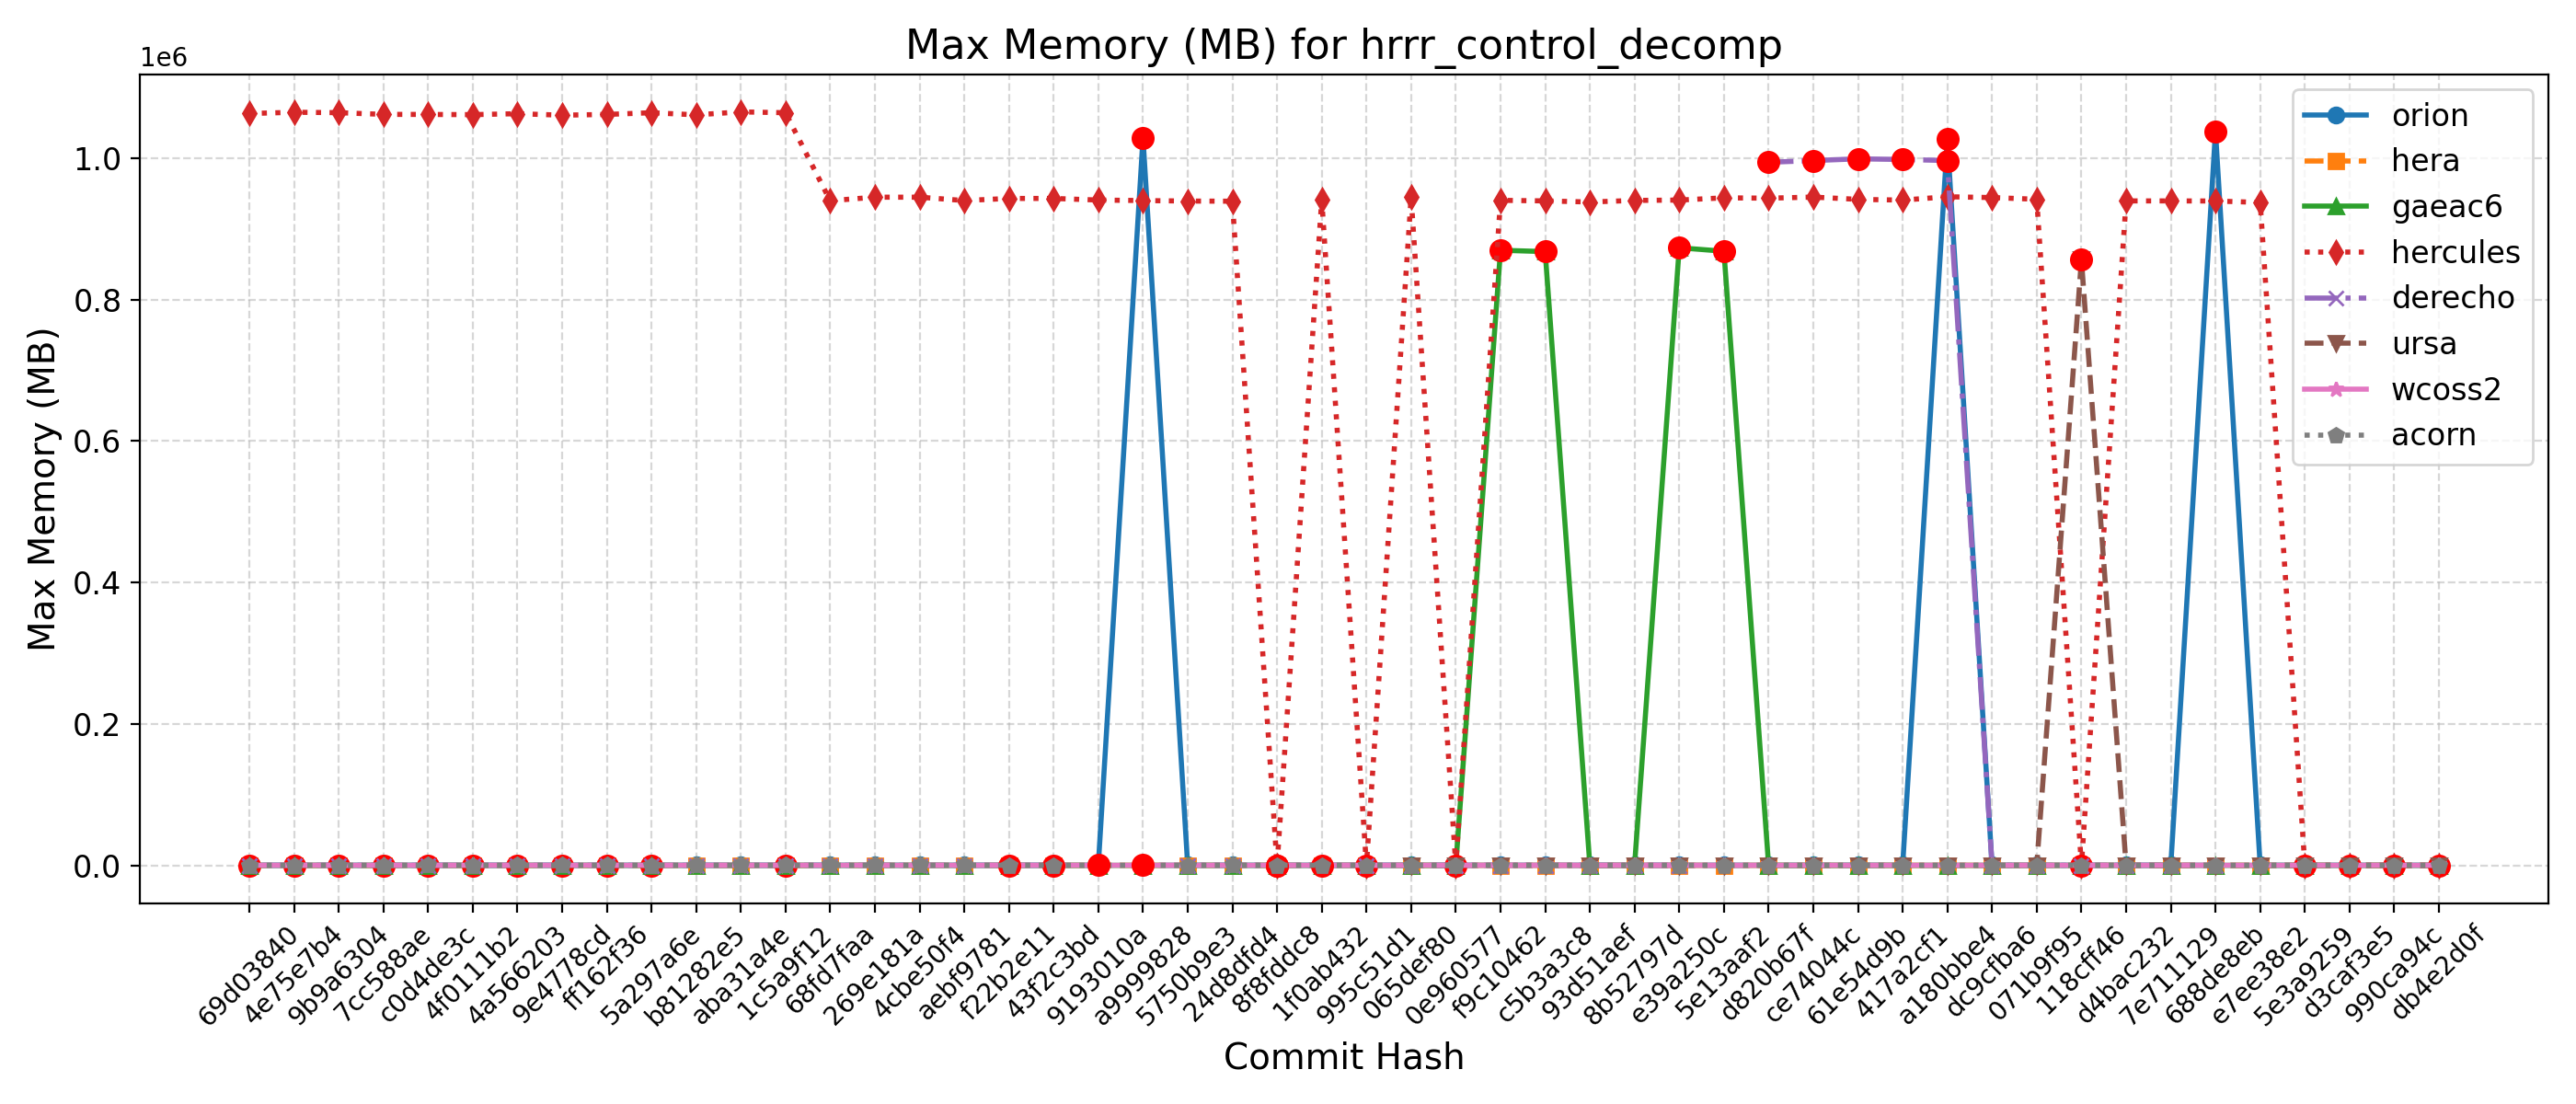 Max Memory (MB) for hrrr_control_decomp
1e6
1.0
0.8
0.6
0.4
0.2
0.0
Max Memory (MB)
orion
hera
gaeac6
hercules
derecho
ursa
wcoss2
acorn
69d03840
4e75e7b4
9b9a6304
7cc588ae
c0d4de3c
4f0111b2
4a566203
9e4778cd
ff162f36
5a297a6e
b81282e5
aba31a4e
1c5a9f12
68fd7faa
269e181a
4cbe50f4
aebf9781
f22b2e11
43f2c3bd
9193010a
a9999828
5750b9e3
24d8dfd4
8f8fddc8
1f0ab432
995c51d1
065def80
0e960577
f9c10462
c5b3a3c8
93d51aef
8b52797d
e39a250c
5e13aaf2
d820b67f
ce74044c
61e54d9b
417a2cf1
a180bbe4
dc9cfba6
071b9f95
118cff46
d4bac232
7e711129
688de8eb
e7ee38e2
5e3a9259
d3caf3e5
990ca94c
db4e2d0f
Commit Hash